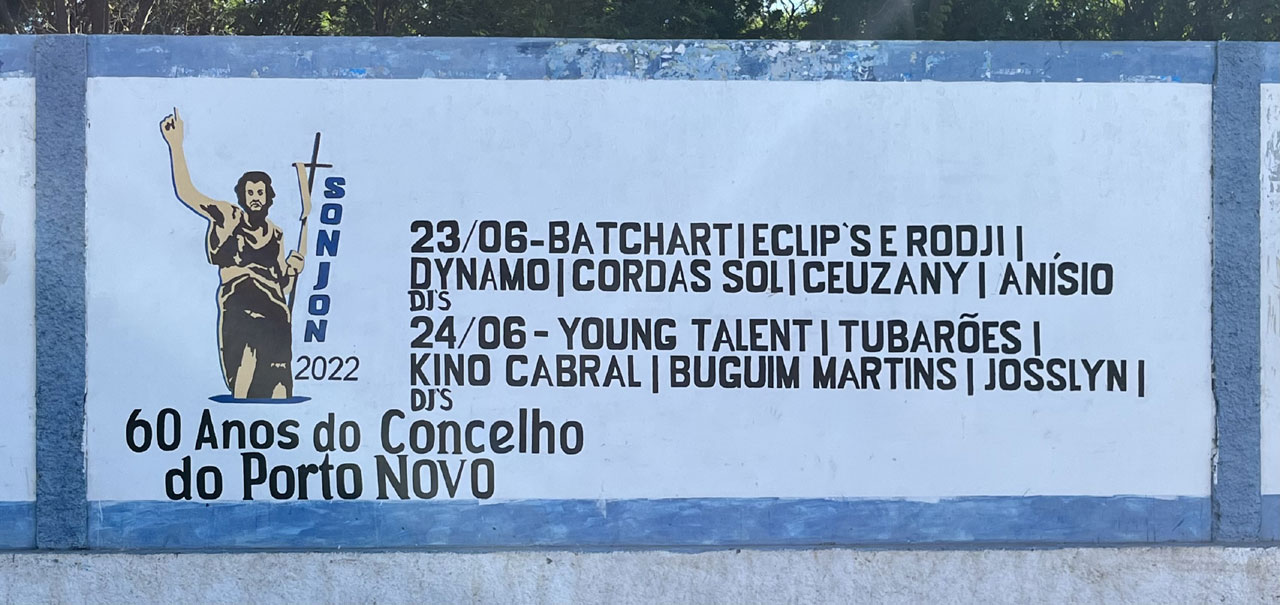 SONJON
2022
23/06-BATCHART|ECLIP`S E RODJI |
DYNAMO|CORDAS SOL|CEUZANY | ANÍSIO
DJ'S
24/06- YOUNG TALENT | TUBARÕES |
KINO CABRAL | BUGUIM MARTINS | JOSSLYN |
DJ'S
60 Anos do Concelho
do Porto Novo